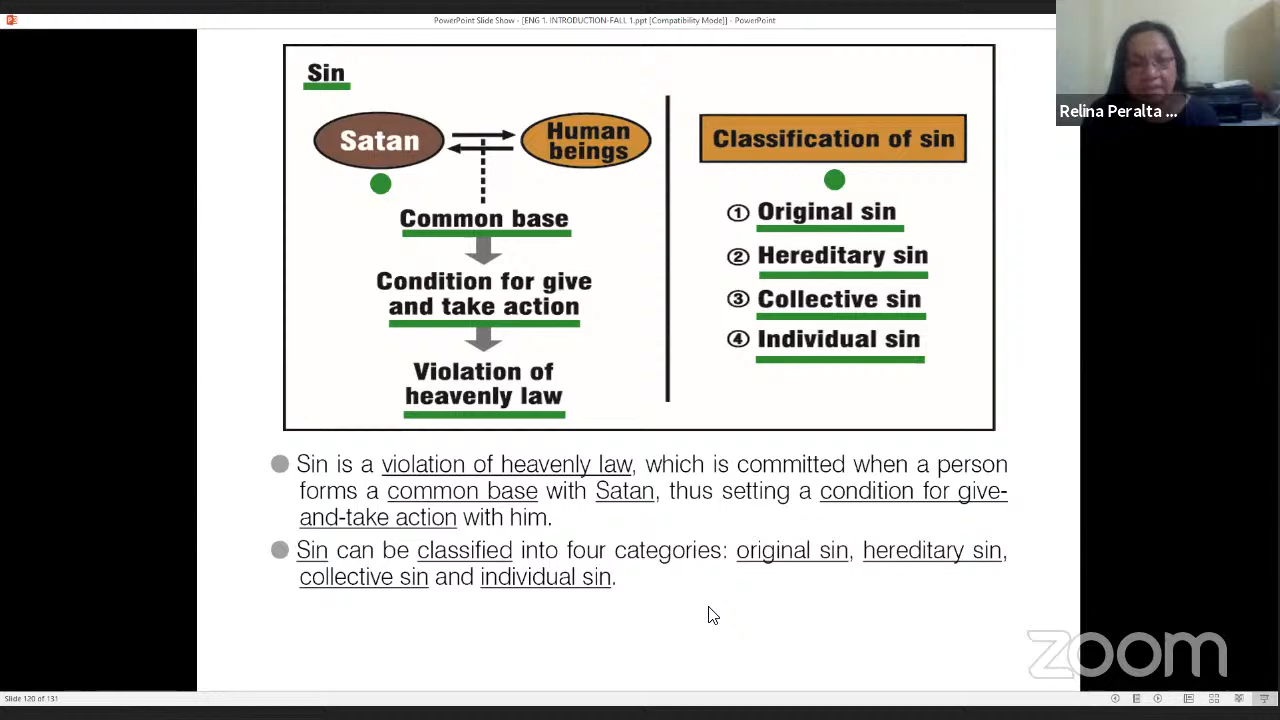 PowerPoint Slide Show - [ENG 1. INTRODUCTION-FALL 1.ppt [Compatibility Mode]] - PowerPoint
Sin
Satan
Human
beings
Common base
Condition for give
and take action
Violation of
heavenly law
Classification of sin
① Original sin
② Hereditary sin
③ Collective sin
④ Individual sin
Relina Peralta ...
Sin is a violation of heavenly law, which is committed when a person
forms a common base with Satan, thus setting a condition for give-
and-take action with him.
Sin can be classified into four categories: original sin, hereditary sin,
collective sin and individual sin.
zoom
Slide 120 of 131